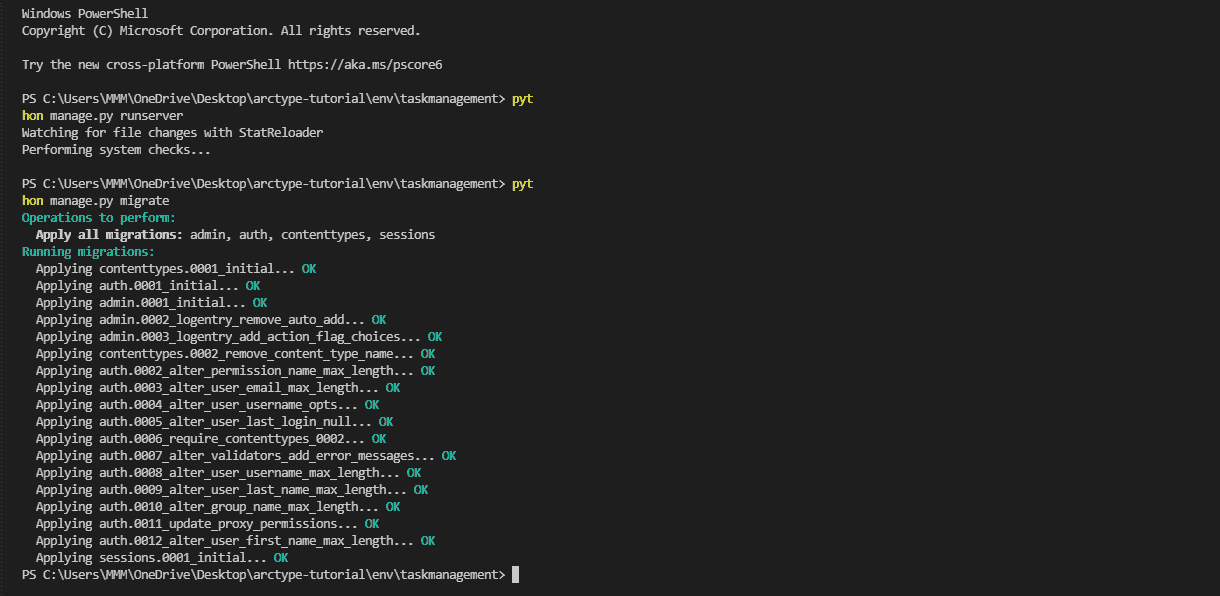 Windows PowerShell
Copyright (C) Microsoft Corporation. All rights reserved.
Try the new cross-platform PowerShell https://aka.ms/pscore6
PS C:\Users\MMM\OneDrive\Desktop\arctype-tutorial\env\taskmanagement> pyt
hon manage.py runserver
Watching for file changes with StatReloader
Performing system checks...
PS C:\Users\MMM\OneDrive\Desktop\arctype-tutorial\env\taskmanagement> pyt
hon manage.py migrate
Operations to perform:
  Apply all migrations: admin, auth, contenttypes, sessions
Running migrations:
  Applying contenttypes.0001_initial... OK
  Applying auth.0001_initial... OK
  Applying admin.0001_initial... OK
  Applying admin.0002_logentry_remove_auto_add... OK
  Applying admin.0003_logentry_add_action_flag_choices... OK
  Applying contenttypes.0002_remove_content_type_name... OK
  Applying auth.0002_alter_permission_name_max_length... OK
  Applying auth.0003_alter_user_email_max_length... OK
  Applying auth.0004_alter_user_username_opts... OK
  Applying auth.0005_alter_user_last_login_null... OK
  Applying auth.0006_require_contenttypes_0002... OK
  Applying auth.0007_alter_validators_add_error_messages... OK
  Applying auth.0008_alter_user_username_max_length... OK
  Applying auth.0009_alter_user_last_name_max_length... OK
  Applying auth.0010_alter_group_name_max_length... OK
  Applying auth.0011_update_proxy_permissions... OK
  Applying auth.0012_alter_user_first_name_max_length... OK
  Applying sessions.0001_initial... OK
PS C:\Users\MMM\OneDrive\Desktop\arctype-tutorial\env\taskmanagement>